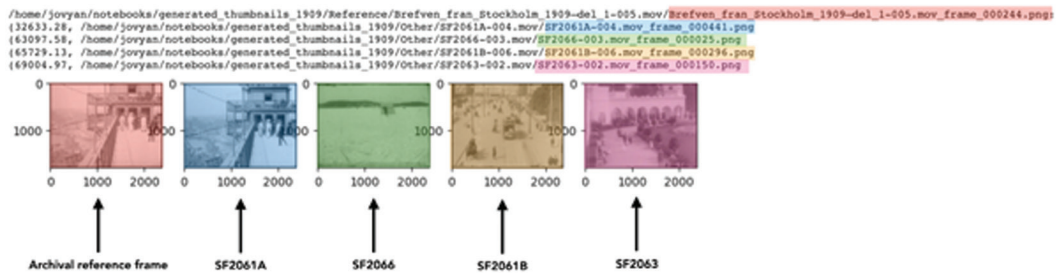 /home/jovyan/notebooks/generated_thumbnails_1909/Reference/Brefven_fran_Stockholm_1909—del_1-005.mov/Brefven_fran_Stockholm_1909—del_1-005.mov_frame_000244.png:
(32633.28, /home/jovyan/notebooks/generated_thumbnails_1909/Other/SF2061A-004.mov/SF2061A-004.mov_frame_000441.png
(63097.58, /home/jovyan/notebooks/generated_thumbnails_1909/Other/SF2066-003.mov/SF2066-003.mov_frame_000025.png
(65729.13, /home/jovyan/notebooks/generated_thumbnails_1909/Other/SF2061B-006.mov/SF2061B-006.mov_frame_000296.png
(69004.97, /home/jovyan/notebooks/generated_thumbnails_1909/Other/SF2063-002.mov/SF2063-002.mov_frame_000150.png
0 0 0 0 0
1000 1000 1000 1000 1000
0 1000 2000 0 1000 2000 0 1000 2000 0 1000 2000 0 1000 2000
Archival reference frame SF2061A SF2066 SF2061B SF2063